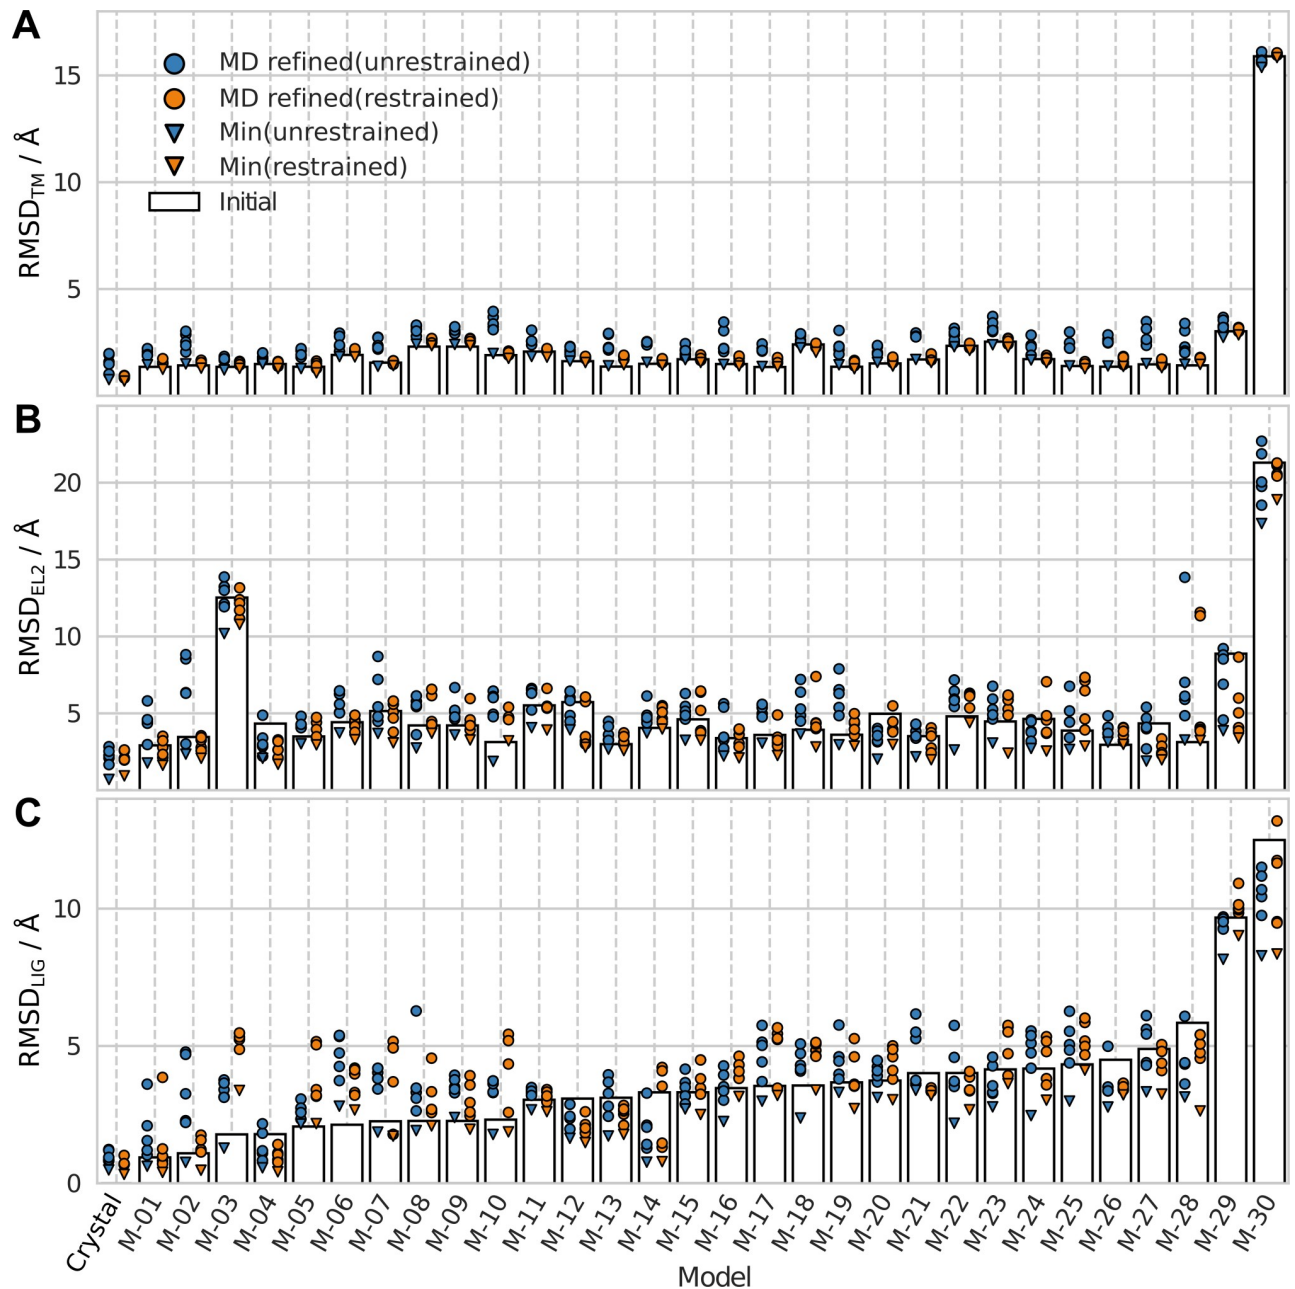 A
MD refined(unrestrained)
MD refined(restrained)
Min(unrestrained)
Min(restrained)
Initial
RMSD_TM / Å
15
10
5
B
RMSD_EL2 / Å
20
15
10
5
C
RMSD_LIG / Å
10
5
0
Crystal M-01 M-02 M-03 M-04 M-05 M-06 M-07 M-08 M-09 M-10 M-11 M-12 M-13 M-14 M-15 M-16 M-17 M-18 M-19 M-20 M-21 M-22 M-23 M-24 M-25 M-26 M-27 M-28 M-29 M-30
Model